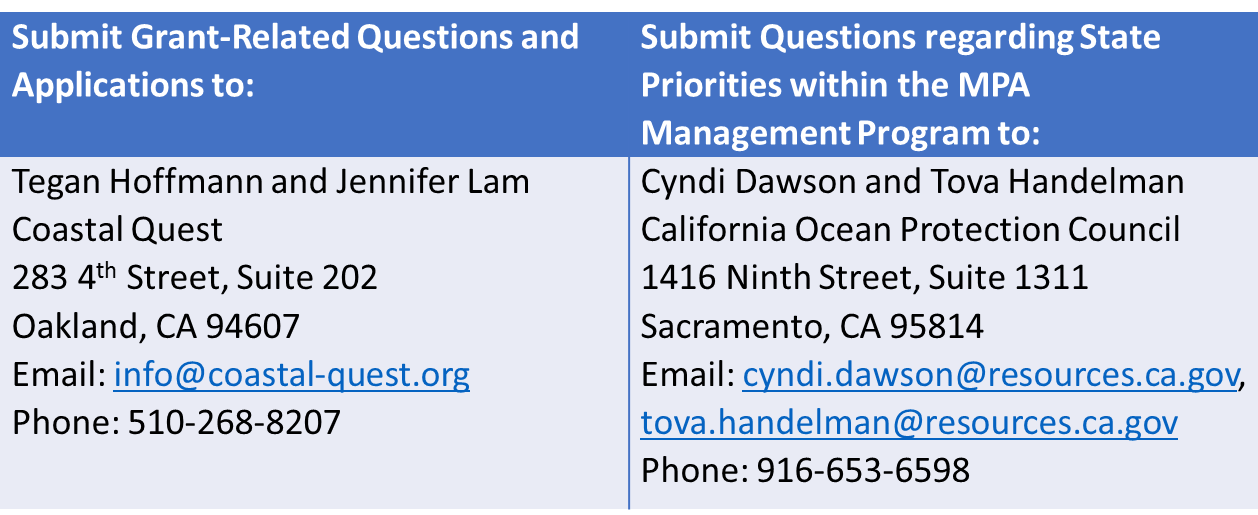 Submit Grant-Related Questions and
Applications to:
Submit Questions regarding State
Priorities within the MPA
Management Program to:
Tegan Hoffmann and Jennifer Lam
Coastal Quest
283 4th Street, Suite 202
Oakland, CA 94607
Email: info@coastal-quest.org
Phone: 510-268-8207
Cyndi Dawson and Tova Handelman
California Ocean Protection Council
1416 Ninth Street, Suite 1311
Sacramento, CA 95814
Email: cyndi.dawson@resources.ca.gov,
tova.handelman@resources.ca.gov
Phone: 916-653-6598